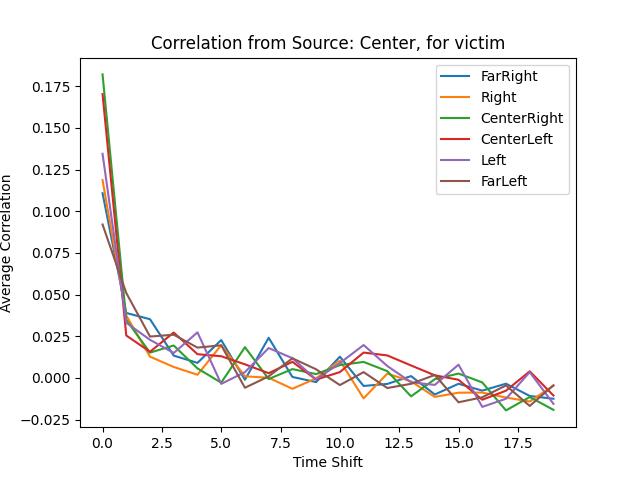 Correlation from Source: Center, for victim
Average Correlation
0.175
0.150
0.125
0.100
0.075
0.050
0.025
0.000
−0.025
FarRight
Right
CenterRight
CenterLeft
Left
FarLeft
0.0 2.5 5.0 7.5 10.0 12.5 15.0 17.5
Time Shift